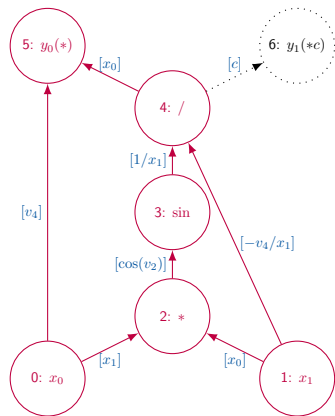 5: y₀(*)
6: y₁(*c)
[x₀]
[c]
4: /
[1/x₁]
3: sin
[v₄]
[−v₄/x₁]
[cos(v₂)]
2: *
[x₁]
[x₀]
0: x₀
1: x₁